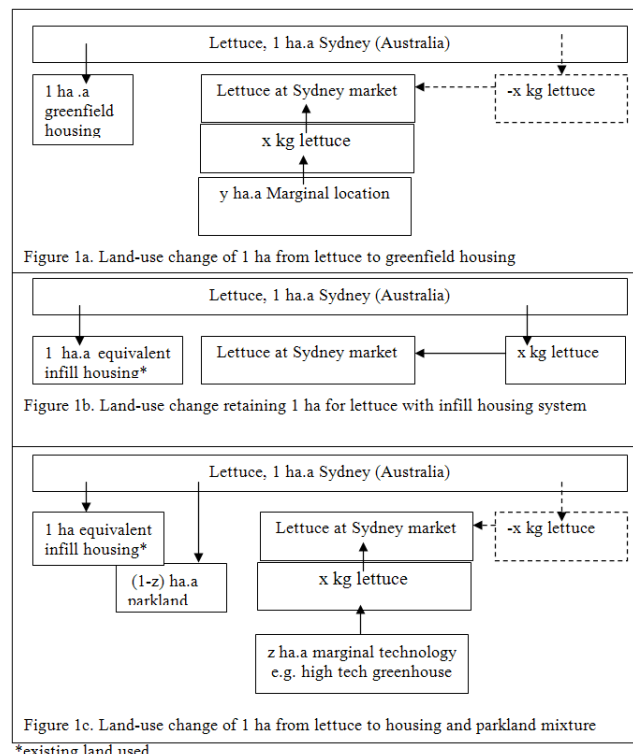 Lettuce, 1 ha.a Sydney (Australia)
1 ha .a
greenfield
housing
Lettuce at Sydney market
-x kg lettuce
x kg lettuce
y ha.a Marginal location
Figure 1a. Land-use change of 1 ha from lettuce to greenfield housing
Lettuce, 1 ha.a Sydney (Australia)
1 ha.a equivalent
infill housing*
Lettuce at Sydney market
x kg lettuce
Figure 1b. Land-use change retaining 1 ha for lettuce with infill housing system
Lettuce, 1 ha.a Sydney (Australia)
1 ha equivalent
infill housing*
Lettuce at Sydney market
-x kg lettuce
(1-z) ha.a
parkland
x kg lettuce
z ha.a marginal technology
e.g. high tech greenhouse
Figure 1c. Land-use change of 1 ha from lettuce to housing and parkland mixture
*existing land used